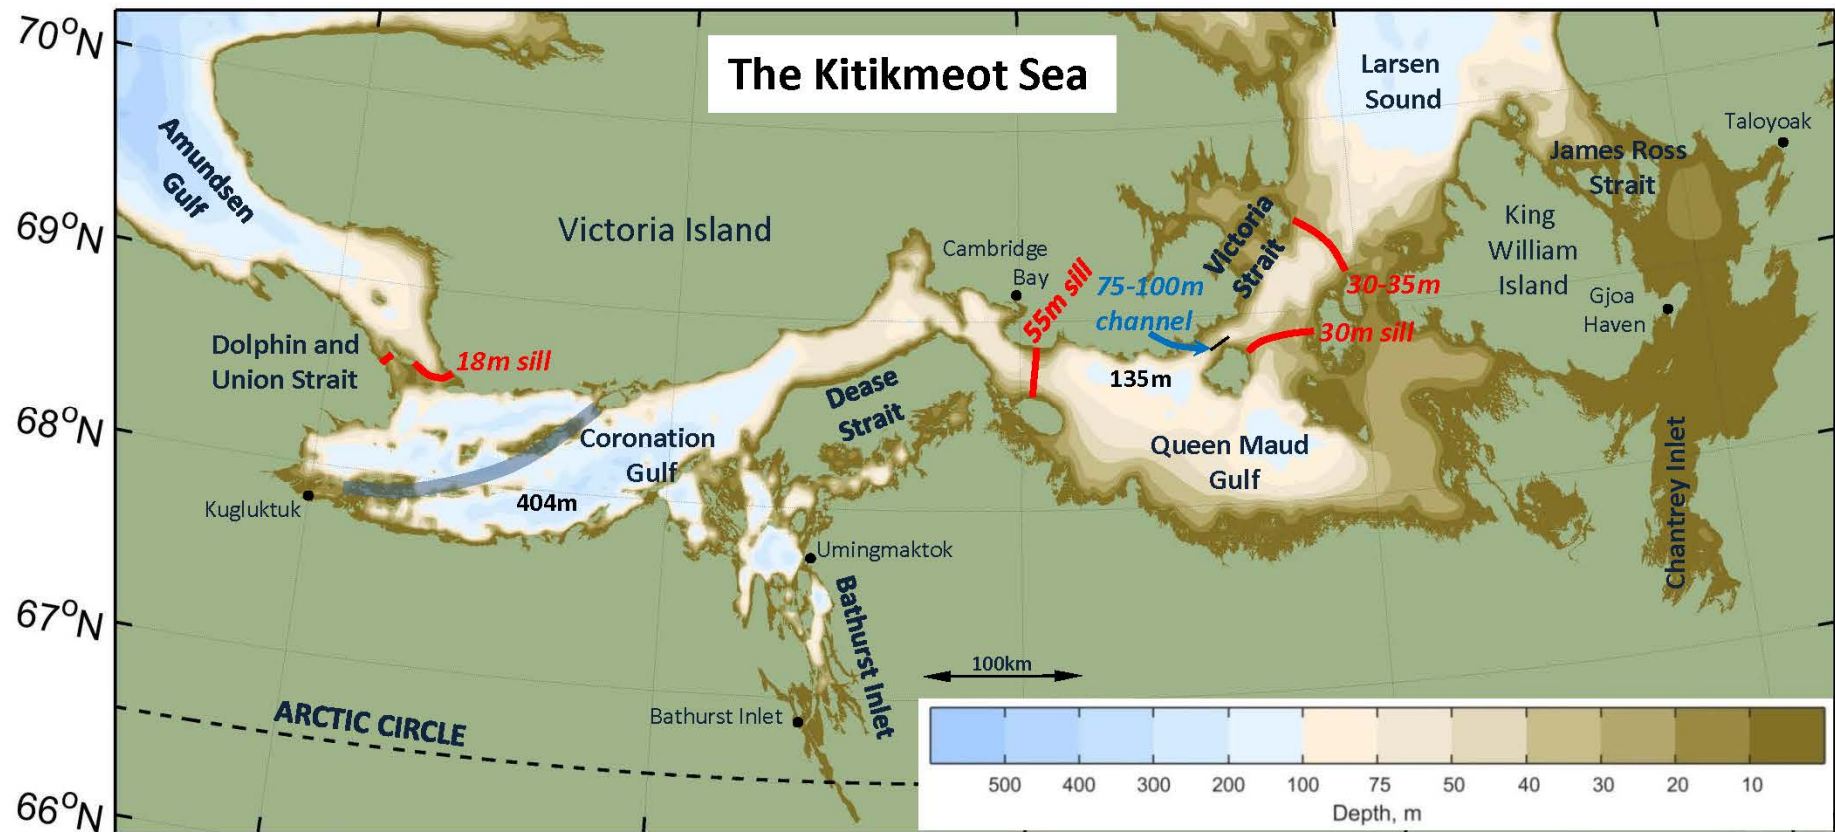 70°N
The Kitikmeot Sea
Larsen
Sound
Taloyoak
Amundsen
Gulf
James Ross
Strait
69°N
Victoria Island
Victoria
Strait
King
William
Island
Cambridge
Bay
55m sill
75-100m
channel
30-35m
Gjoa
Haven
30m sill
Dolphin and
Union Strait
18m sill
135m
Dease
Strait
68°N
Coronation
Gulf
Queen Maud
Gulf
404m
Kugluktuk
Chantrey Inlet
Umingmaktok
67°N
Bathurst Inlet
100km
ARCTIC CIRCLE
Bathurst Inlet
66°N
500 400 300 200 100 75 50 40 30 20 10
Depth, m